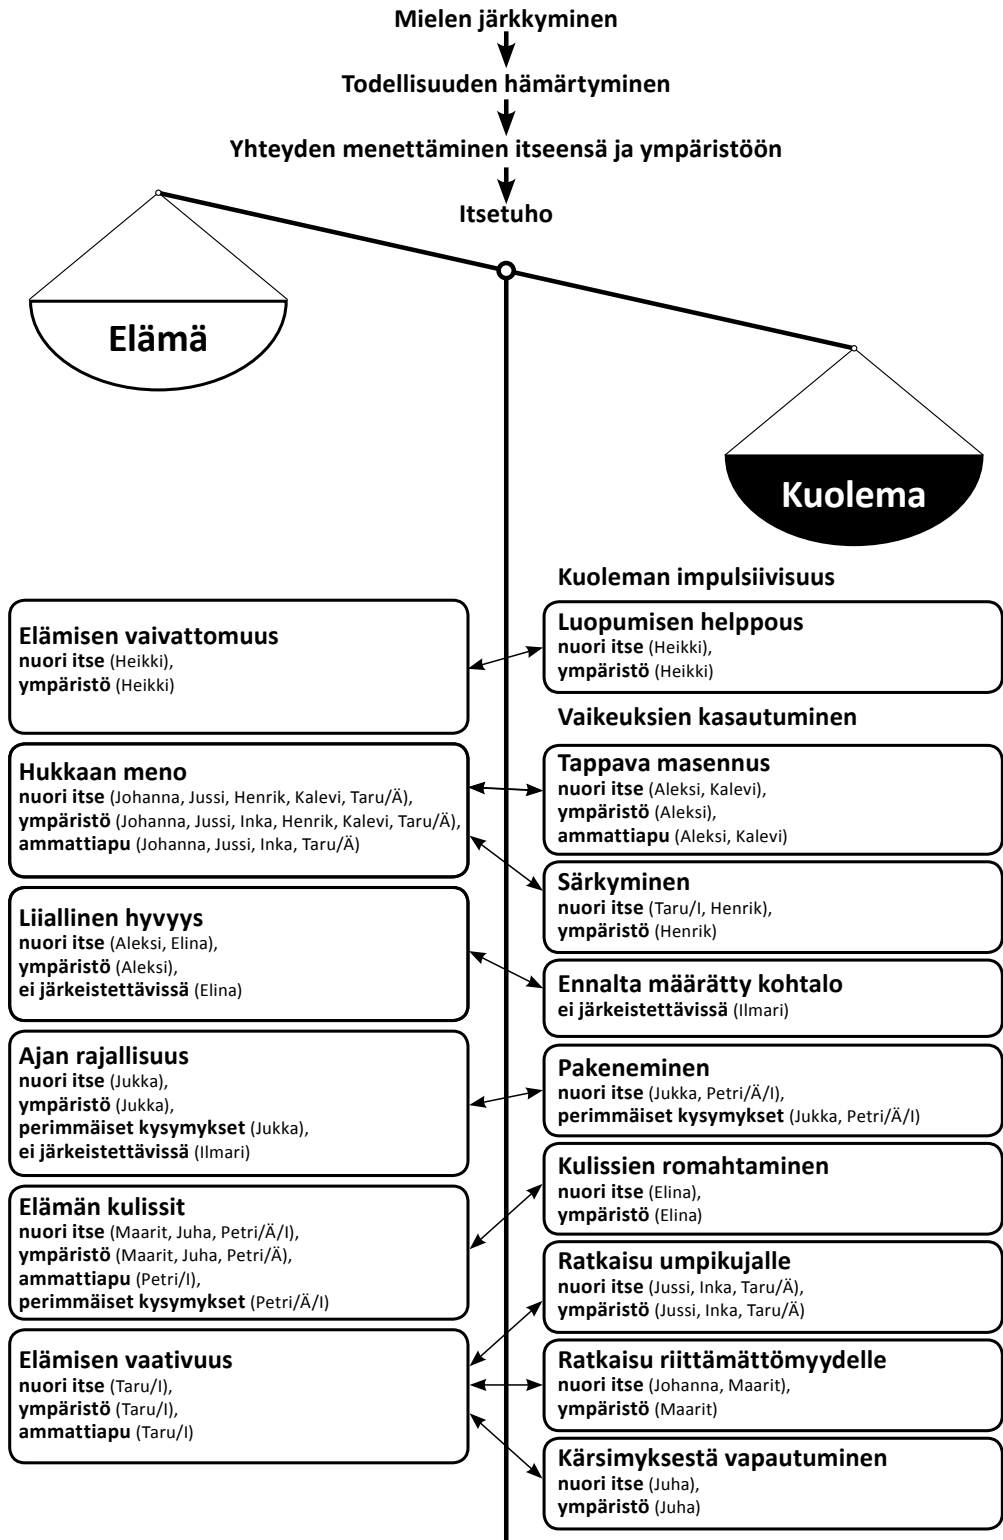 Mielen järkkyminen
Todellisuuden hämärtyminen
Yhteyden menettäminen itseensä ja ympäristöön
Itsetuho
Elämä
Kuolema
Elämisen vaivattomuus
nuori itse (Heikki),
ympäristö (Heikki)
Hukkaan meno
nuori itse (Johanna, Jussi, Henrik, Kalevi, Taru/Ä),
ympäristö (Johanna, Jussi, Inka, Henrik, Kalevi, Taru/Ä),
ammattiapu (Johanna, Jussi, Inka, Taru/Ä)
Liiallinen hyvyys
nuori itse (Aleksi, Elina),
ympäristö (Aleksi),
ei järkeistettävissä (Elina)
Ajan rajallisuus
nuori itse (Jukka),
ympäristö (Jukka),
perimmäiset kysymykset (Jukka),
ei järkeistettävissä (Ilmari)
Elämän kulissit
nuori itse (Maarit, Juha, Petri/Ä/I),
ympäristö (Maarit, Juha, Petri/Ä),
ammattiapu (Petri/I),
perimmäiset kysymykset (Petri/Ä/I)
Elämisen vaativuus
nuori itse (Taru/I),
ympäristö (Taru/I),
ammattiapu (Taru/I)
Kuoleman impulsiivisuus
Luopumisen helppous
nuori itse (Heikki),
ympäristö (Heikki)
Vaikeuksien kasautuminen
Tappava masennus
nuori itse (Aleksi, Kalevi),
ympäristö (Aleksi),
ammattiapu (Aleksi, Kalevi)
Särkyminen
nuori itse (Taru/I, Henrik),
ympäristö (Henrik)
Ennalta määrätty kohtalo
ei järkeistettävissä (Ilmari)
Pakeneminen
nuori itse (Jukka, Petri/Ä/I),
perimmäiset kysymykset (Jukka, Petri/Ä/I)
Kulissien romahtaminen
nuori itse (Elina),
ympäristö (Elina)
Ratkaisu umpikujalle
nuori itse (Jussi, Inka, Taru/Ä),
ympäristö (Jussi, Inka, Taru/Ä)
Ratkaisu riittämättömyydelle
nuori itse (Johanna, Maarit),
ympäristö (Maarit)
Kärsimyksestä vapautuminen
nuori itse (Juha),
ympäristö (Juha)